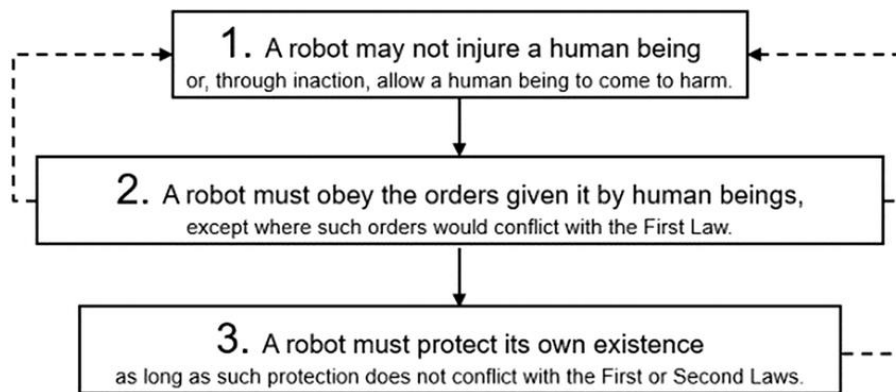 1. A robot may not injure a human being
or, through inaction, allow a human being to come to harm.
2. A robot must obey the orders given it by human beings,
except where such orders would conflict with the First Law.
3. A robot must protect its own existence
as long as such protection does not conflict with the First or Second Laws.